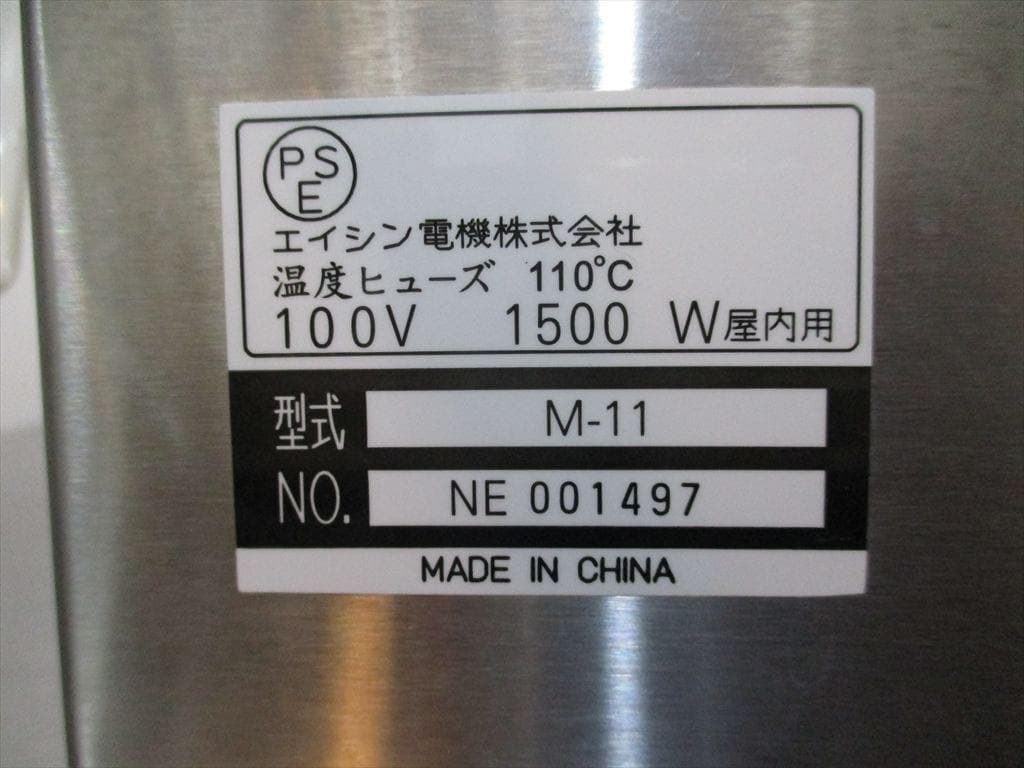 PSE
エイシン電機株式会社
温度ヒューズ 110℃
100V 1500 W屋内用
型式 M-11
NO. NE 001497
MADE IN CHINA